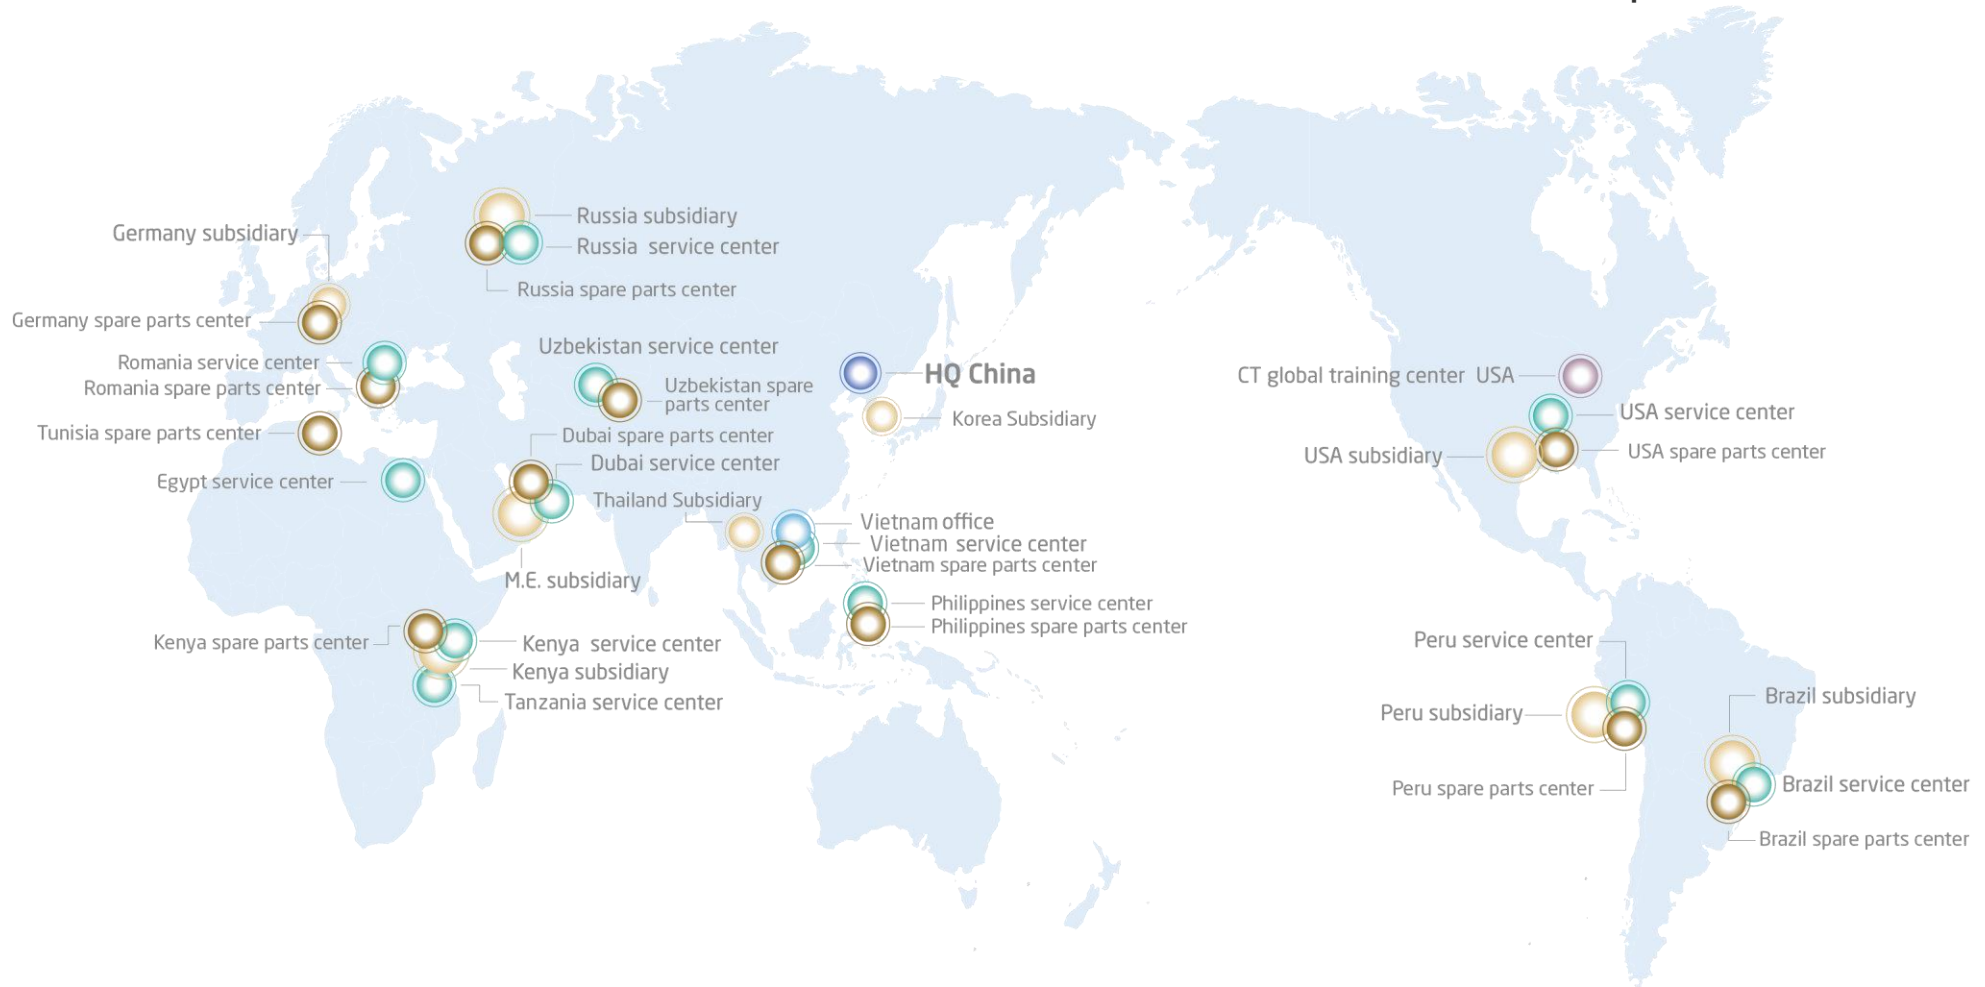 Russia subsidiary
Germany subsidiary
Russia service center
Russia spare parts center
Germany spare parts center
Uzbekistan service center
Romania service center
HQ China
CT global training center USA
Romania spare parts center
Uzbekistan spare
parts center
USA service center
Korea Subsidiary
Tunisia spare parts center
Dubai spare parts center
USA subsidiary
USA spare parts center
Dubai service center
Egypt service center
Thailand Subsidiary
Vietnam office
Vietnam service center
Vietnam spare parts center
M.E. subsidiary
Philippines service center
Philippines spare parts center
Kenya spare parts center
Kenya service center
Peru service center
Kenya subsidiary
Tanzania service center
Brazil subsidiary
Peru subsidiary
Peru spare parts center
Brazil service center
Brazil spare parts center